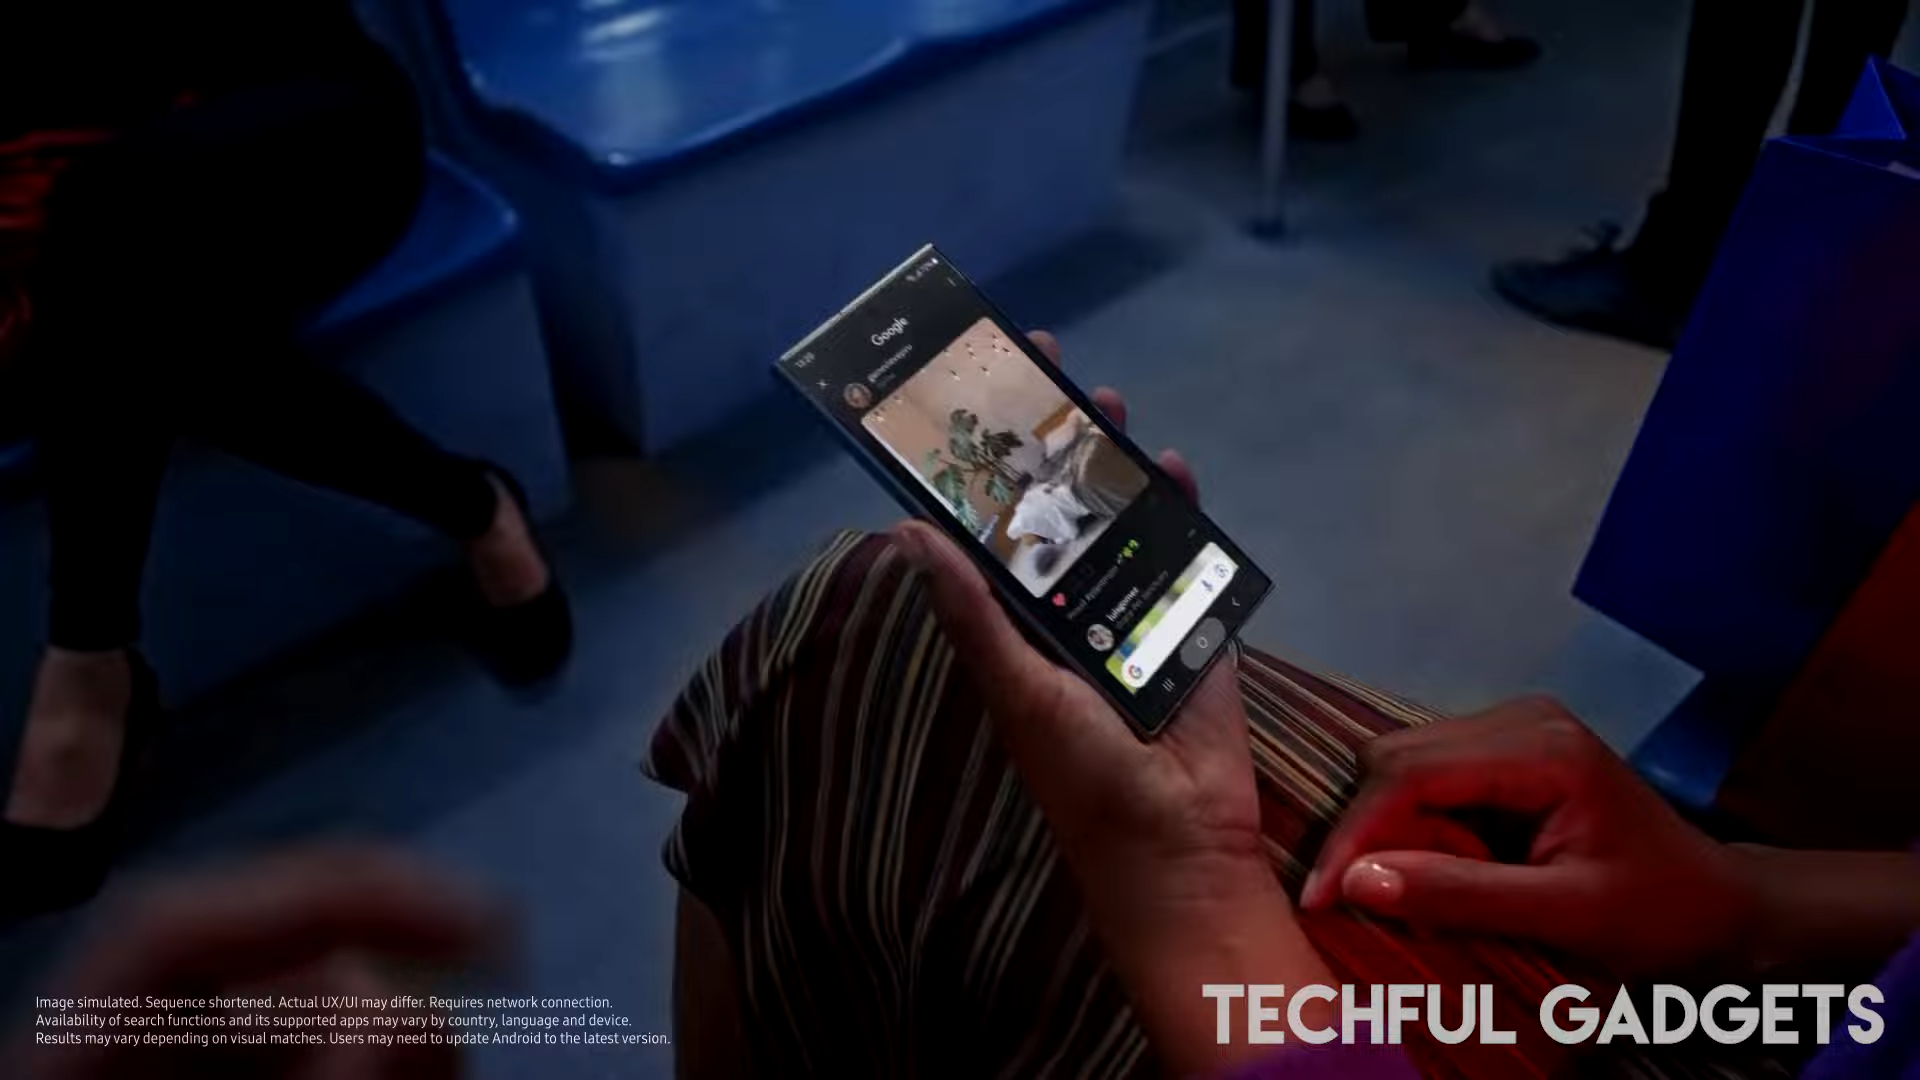 12:20
Google
Image simulated. Sequence shortened. Actual UX/UI may differ. Requires network connection.
Availability of search functions and its supported apps may vary by country, language and device.
Results may vary depending on visual matches. Users may need to update Android to the latest version.
TECHFUL GADGETS